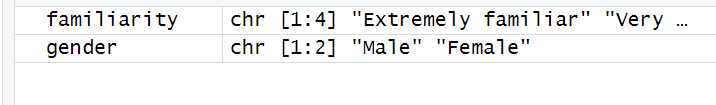 familiarity chr [1:4] "Extremely familiar" "Very …
gender chr [1:2] "Male" "Female"